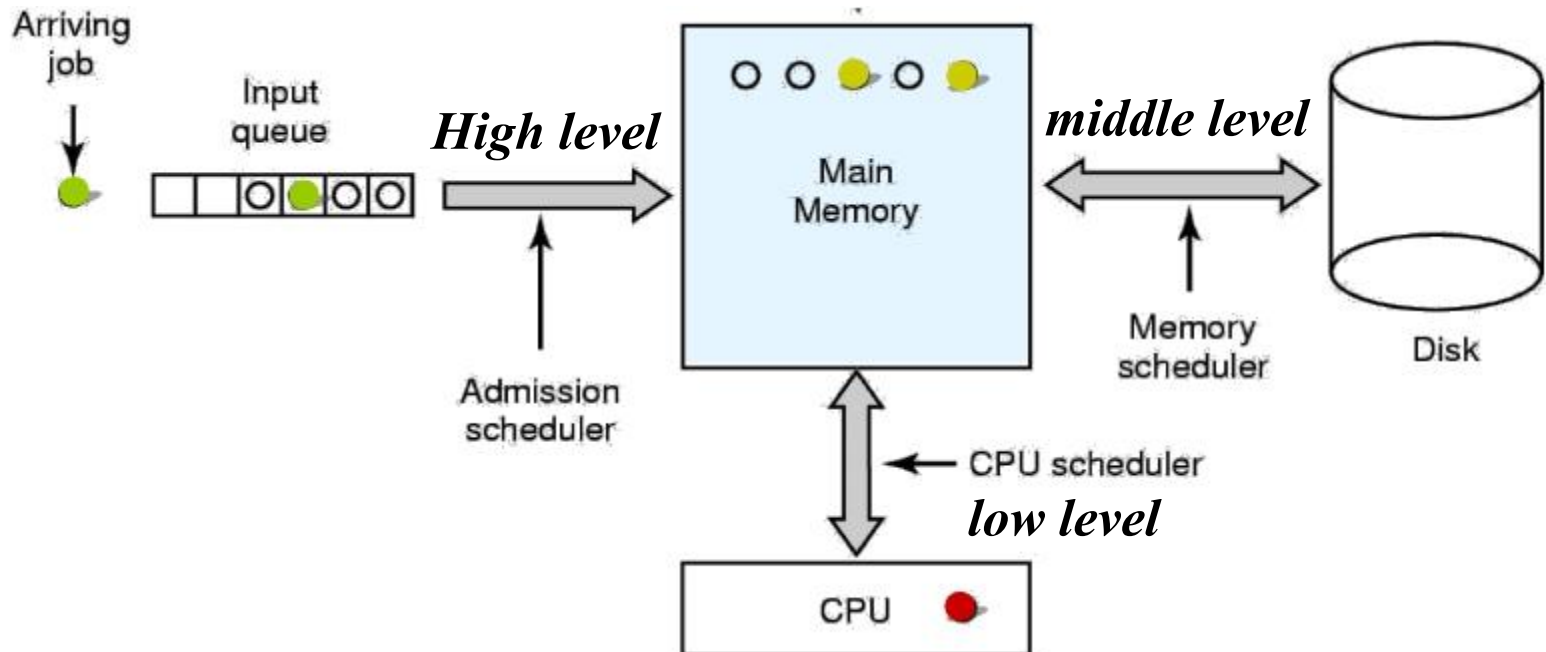 Arriving
job
Input
queue
High level
Admission
scheduler
Main
Memory
middle level
Memory
scheduler
Disk
CPU scheduler
low level
CPU